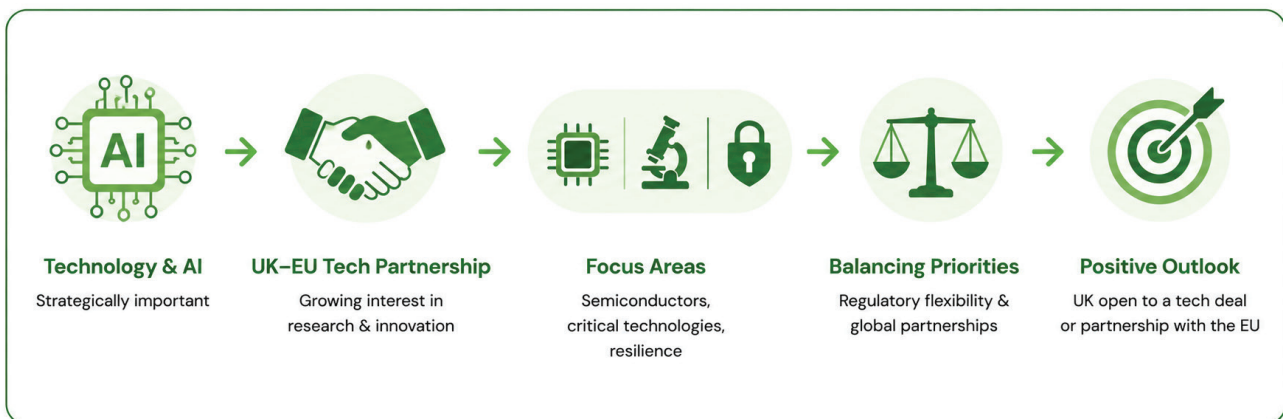 AI
Technology & AI
Strategically important
UK–EU Tech Partnership
Growing interest in
research & innovation
Focus Areas
Semiconductors,
critical technologies,
resilience
Balancing Priorities
Regulatory flexibility &
global partnerships
Positive Outlook
UK open to a tech deal
or partnership with the EU